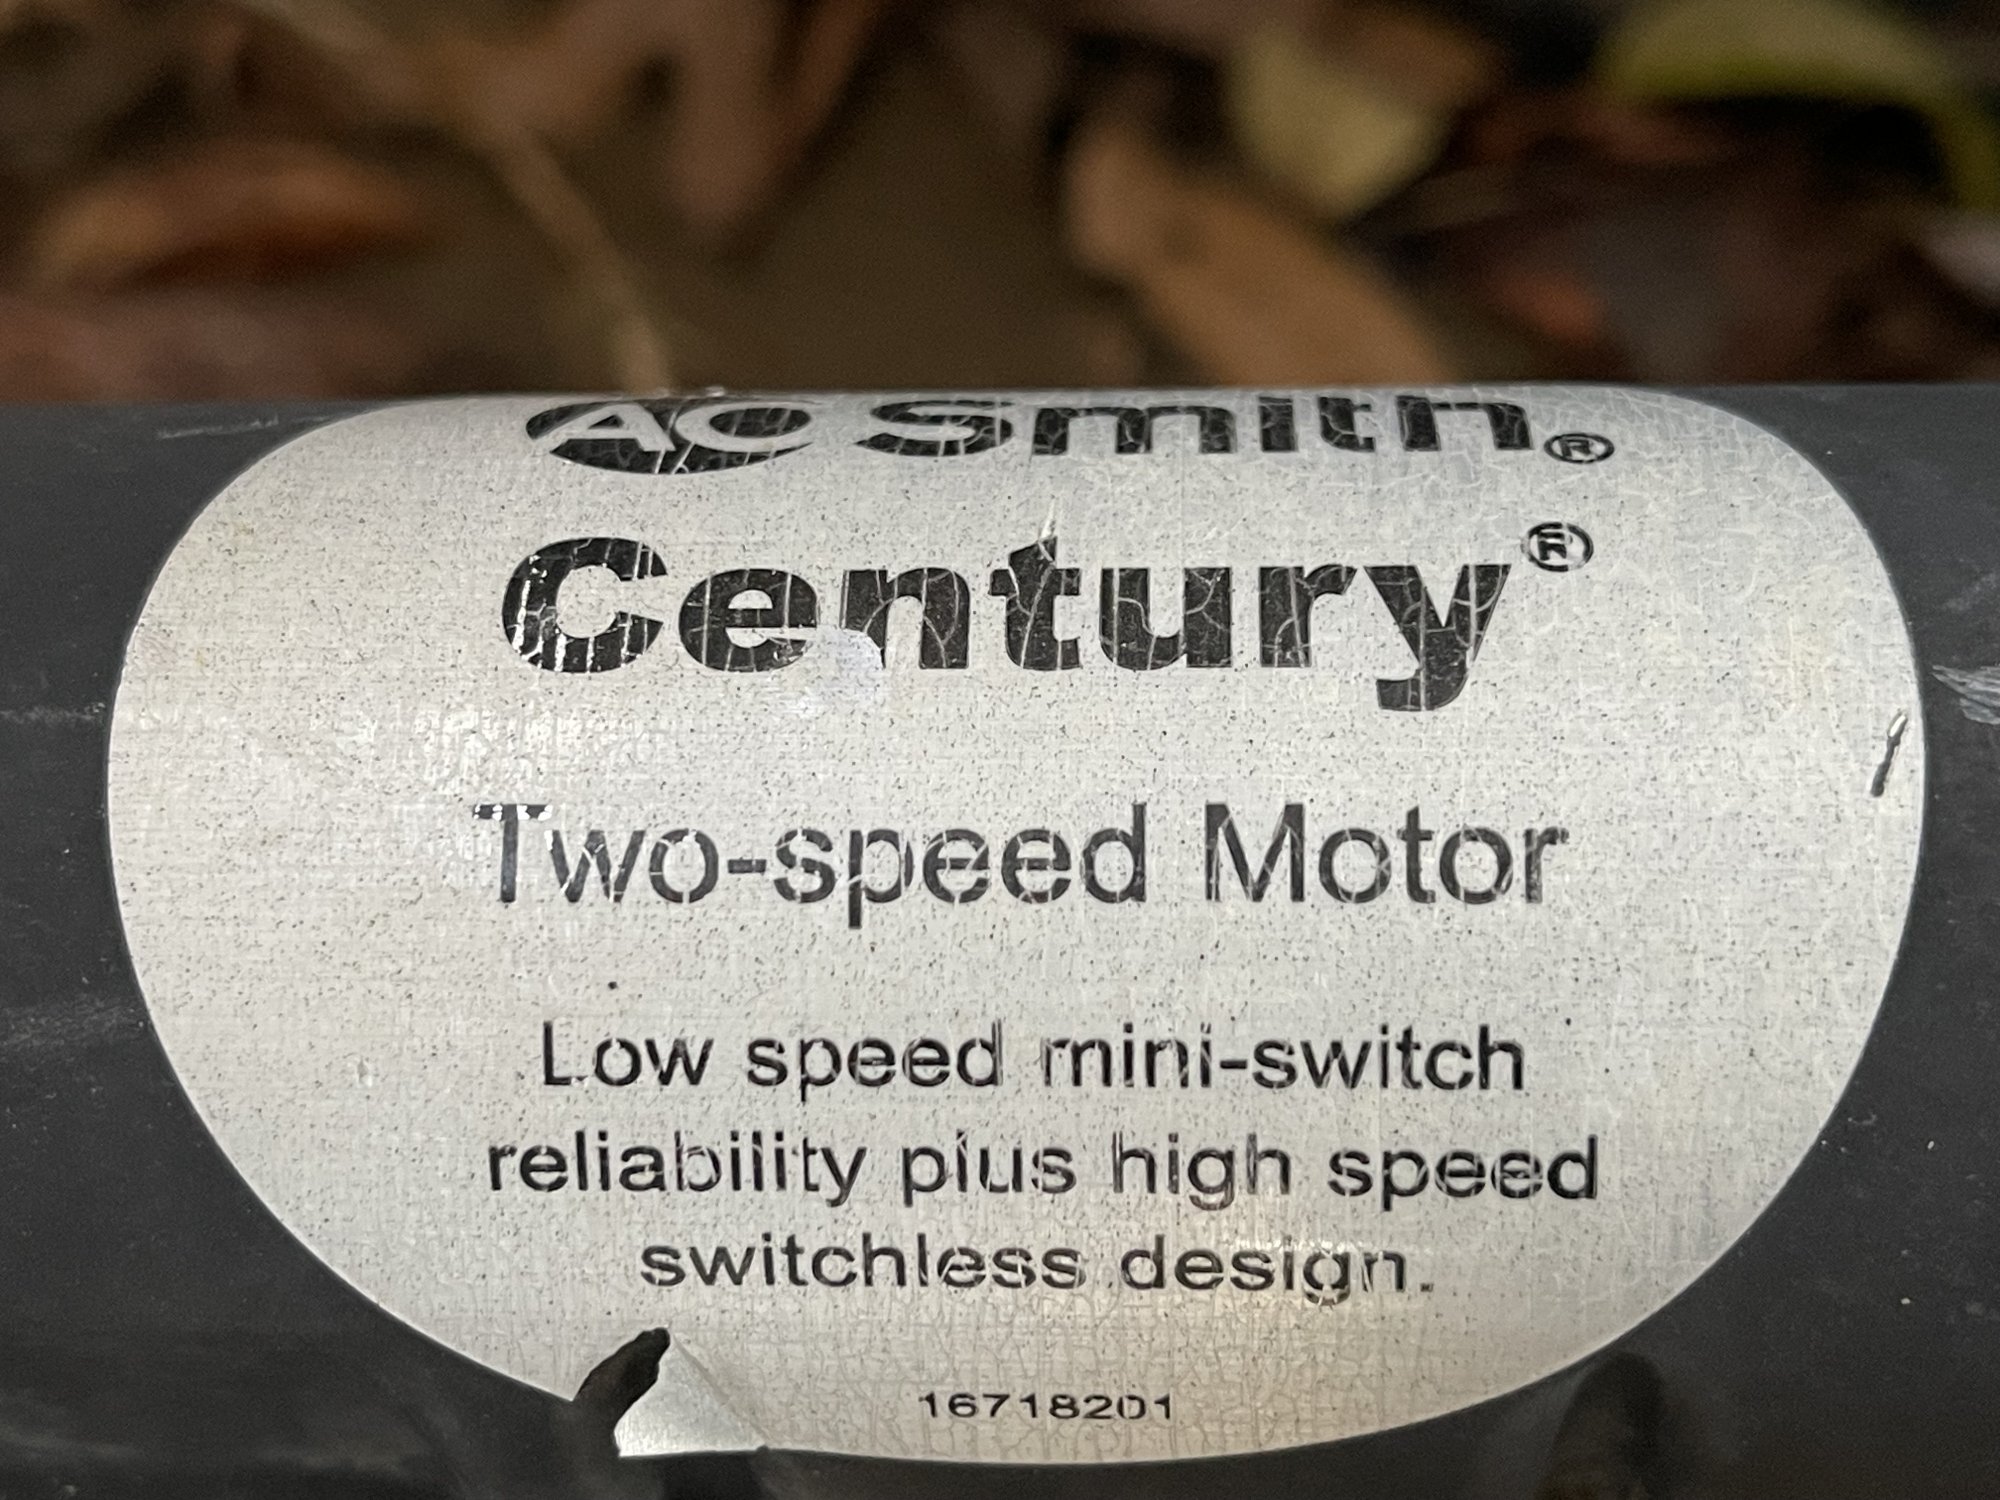 AO Smith®
Century®
Two-speed Motor
Low speed mini-switch
reliability plus high speed
switchless design.
16718201